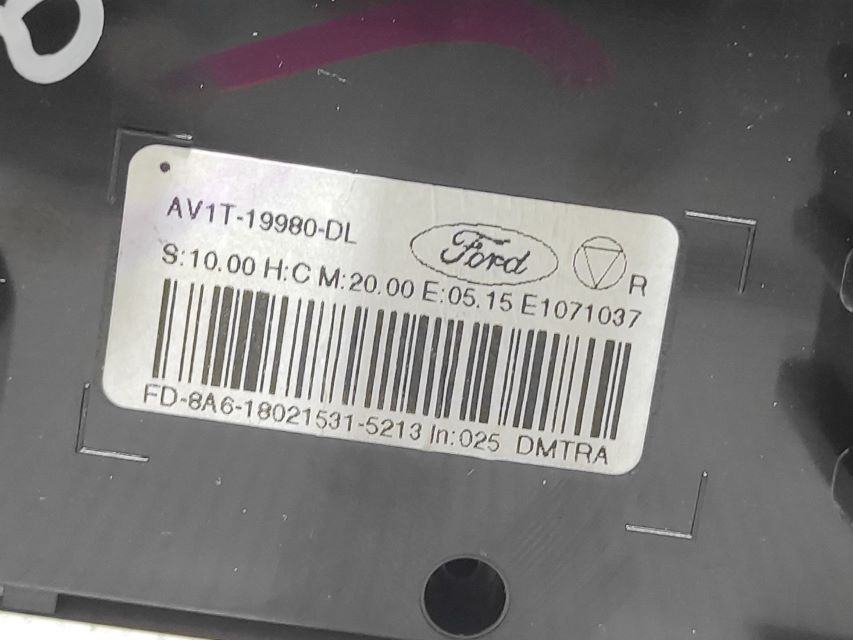 AV1T-19980-DL
Ford
R
S:10.00 H:C M:20.00 E:05.15 E1071037
FD-8A6-18021531-5213 In:025 DMTRA